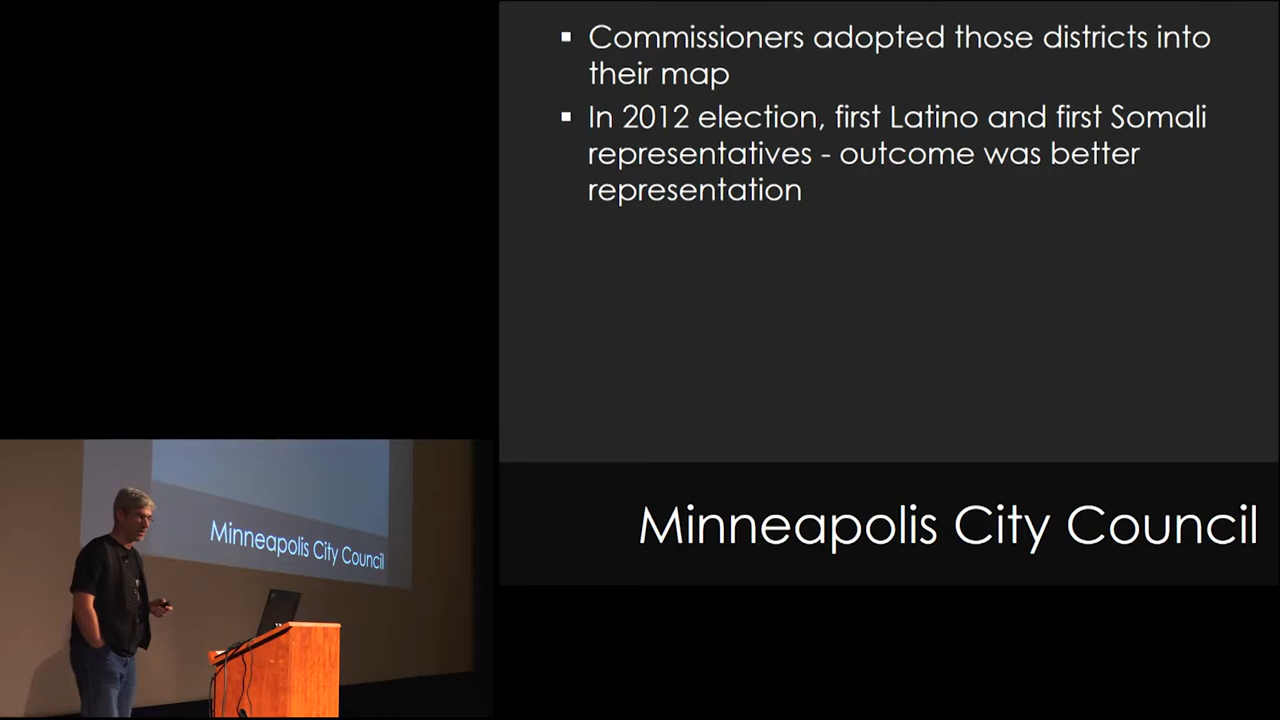 ▪ Commissioners adopted those districts into
their map
▪ In 2012 election, first Latino and first Somali
representatives - outcome was better
representation
Minneapolis City Council
Minneapolis City Council